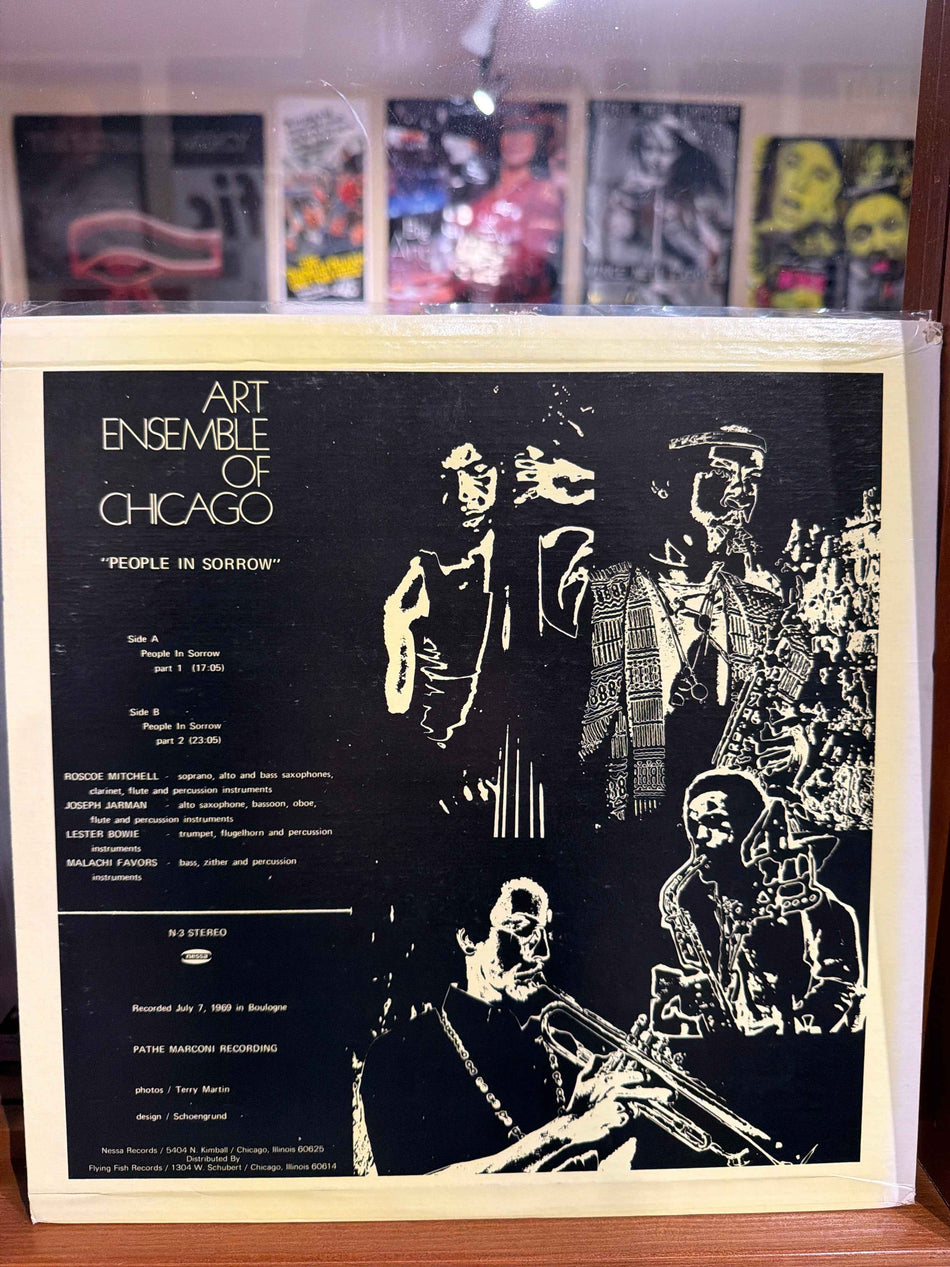 ART
ENSEMBLE
OF
CHICAGO
"PEOPLE IN SORROW"
Side A
People In Sorrow
part 1 (17:05)
Side B
People In Sorrow
part 2 (23:05)
ROSCOE MITCHELL - soprano, alto and bass saxophones,
clarinet, flute and percussion instruments
JOSEPH JARMAN - alto saxophone, bassoon, oboe,
flute and percussion instruments
LESTER BOWIE - trumpet, flugelhorn and percussion
instruments
MALACHI FAVORS - bass, zither and percussion
instruments
N-3 STEREO
nessa
Recorded July 7, 1969 in Boulogne
PATHE MARCONI RECORDING
photos / Terry Martin
design / Schoengrund
Nessa Records / 5404 N. Kimball / Chicago, Illinois 60625
Distributed By
Flying Fish Records / 1304 W. Schubert / Chicago, Illinois 60614